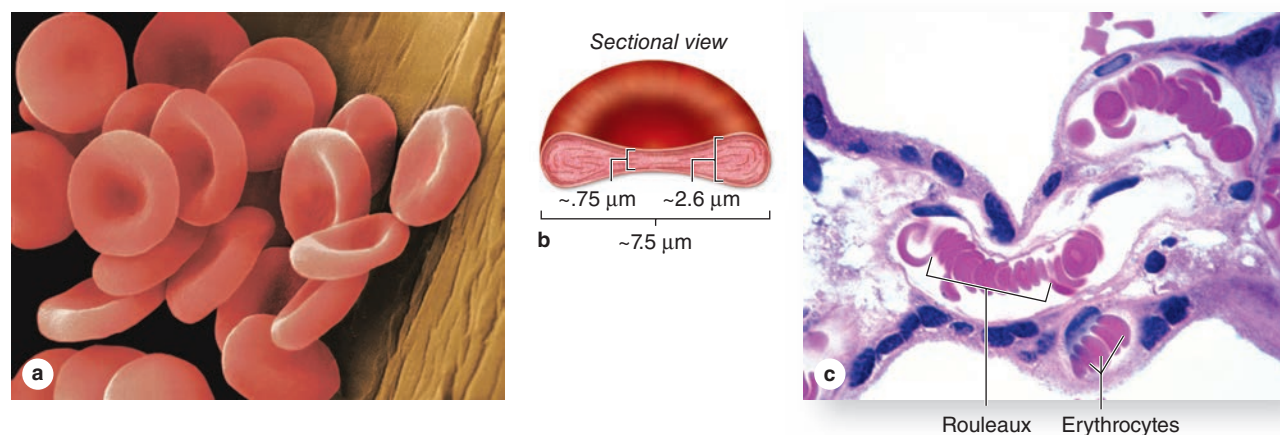 a
Sectional view
~.75 µm ~2.6 µm
b
~7.5 µm
c
Rouleaux Erythrocytes